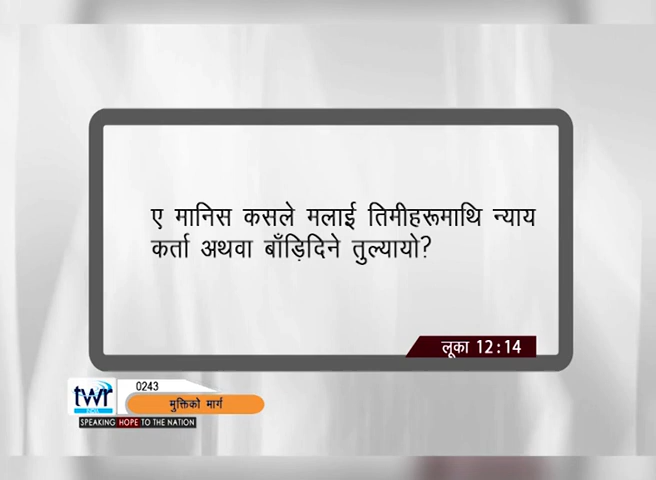 ए मानिस कसले मलाई तिमीहरूमाथि न्याय
कर्ता अथवा बाँड़िदिने तुल्यायो?
लूका 12:14
twr
0243
मुक्तिको मार्ग
SPEAKING HOPE TO THE NATION